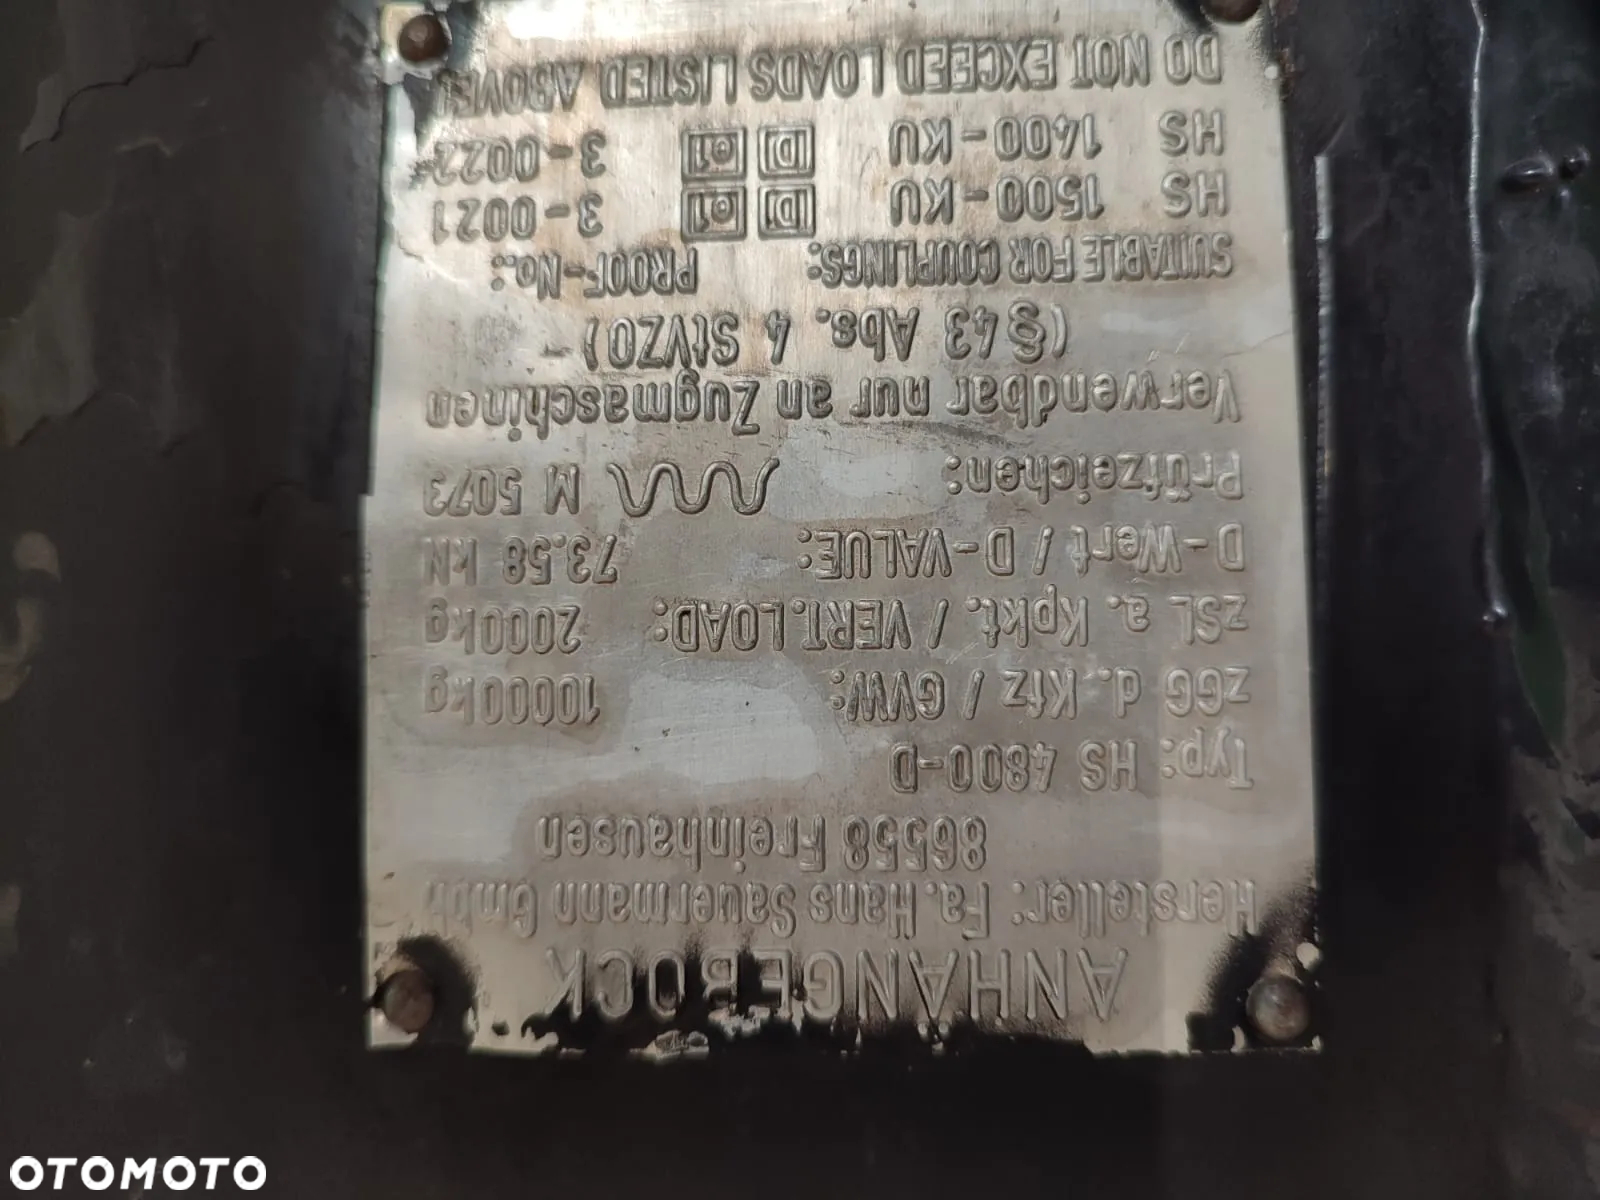 ANHÄNGEBOCK
Hersteller: Fa. Hans Sauermann GmbH
86558 Freinhausen
Typ: HS 4800-D
zGG d. Kfz / GVW: 10000kg
zSL a. Kpkt. / VERT.LOAD: 2000kg
D-Wert / D-VALUE: 73.58 kN
Prüfzeichen: M 5073
Verwendbar nur an Zugmaschinen
(§43 Abs. 4 StVZO)
SUITABLE FOR COUPLINGS: PROOF-No.:
HS 1500-KU D e1 3-0021
HS 1400-KU D e1 3-0022
DO NOT EXCEED LOADS LISTED ABOVE!
OTOMOTO